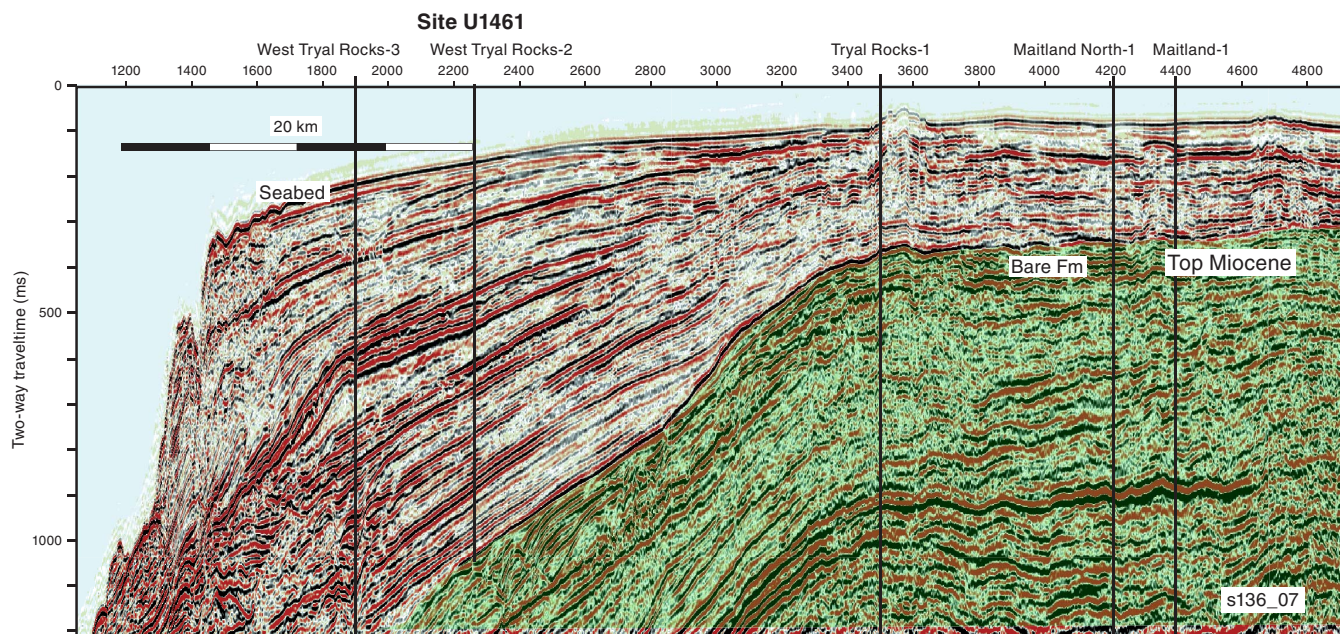 Site U1461
West Tryal Rocks-3 West Tryal Rocks-2 Tryal Rocks-1 Maitland North-1 Maitland-1
1200 1400 1600 1800 2000 2200 2400 2600 2800 3000 3200 3400 3600 3800 4000 4200 4400 4600 4800
0
20 km
Seabed
Bare Fm
Top Miocene
Two-way traveltime (ms)
500
1000
s136_07